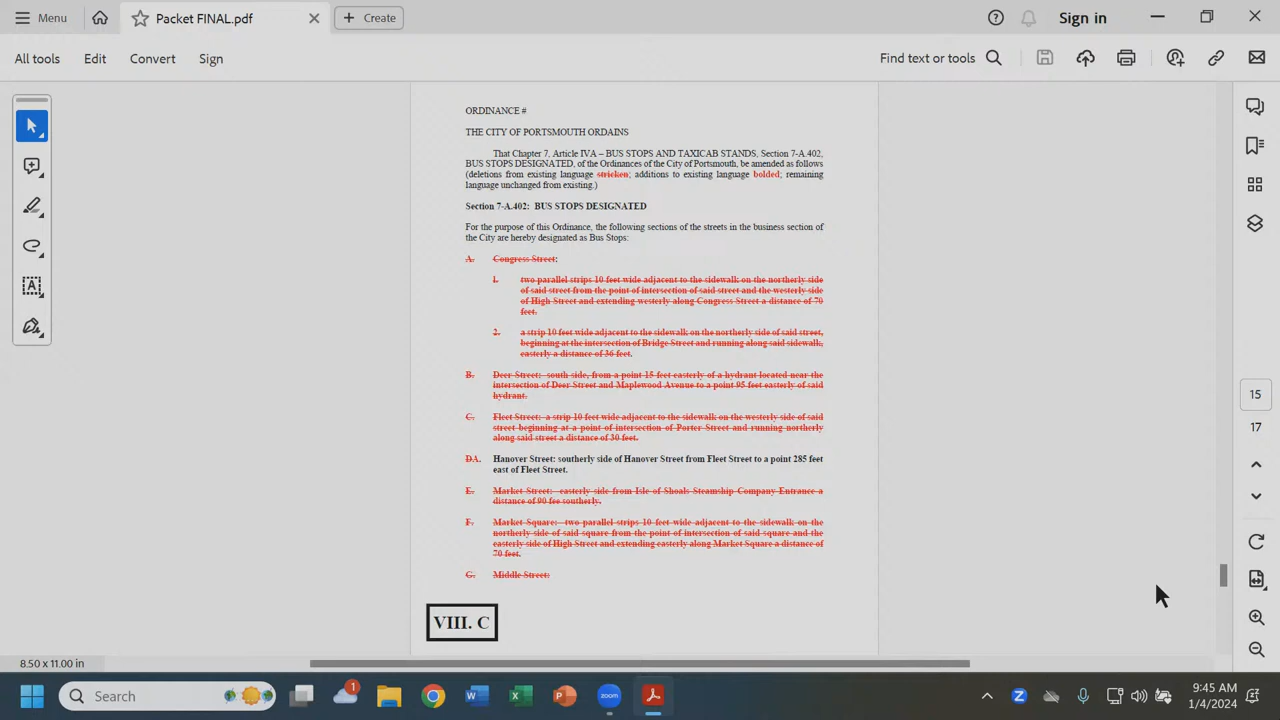 Menu
Packet FINAL.pdf
Create
Sign in
All tools
Edit
Convert
Sign
Find text or tools
ORDINANCE #
THE CITY OF PORTSMOUTH ORDAINS
That Chapter 7, Article IVA – BUS STOPS AND TAXICAB STANDS, Section 7-A.402,
BUS STOPS DESIGNATED, of the Ordinances of the City of Portsmouth, be amended as follows
(deletions from existing language stricken; additions to existing language bolded; remaining
language unchanged from existing.)
Section 7-A.402: BUS STOPS DESIGNATED
For the purpose of this Ordinance, the following sections of the streets in the business section of
the City are hereby designated as Bus Stops:
A. Congress Street:
1. two parallel strips 10 feet wide adjacent to the sidewalk on the northerly side
of said street from the point of intersection of said street and the westerly side
of High Street and extending westerly along Congress Street a distance of 70
feet.
2. a strip 10 feet wide adjacent to the sidewalk on the northerly side of said street,
beginning at the intersection of Bridge Street and running along said sidewalk,
easterly a distance of 36 feet.
B. Deer Street: south side, from a point 15 feet easterly of a hydrant located near the
intersection of Deer Street and Maplewood Avenue to a point 95 feet easterly of said
hydrant.
C. Fleet Street: a strip 10 feet wide adjacent to the sidewalk on the westerly side of said
street beginning at a point of intersection of Porter Street and running northerly
along said street a distance of 30 feet.
DA. Hanover Street: southerly side of Hanover Street from Fleet Street to a point 285 feet
east of Fleet Street.
E. Market Street: easterly side from Isle of Shoals Steamship Company Entrance a
distance of 90 fee southerly.
F. Market Square: two parallel strips 10 feet wide adjacent to the sidewalk on the
northerly side of said square from the point of intersection of said square and the
easterly side of High Street and extending easterly along Market Square a distance of
70 feet.
G. Middle Street:
VIII. C
15
17
8.50 x 11.00 in
Search
1
zoom
9:45 AM
1/4/2024